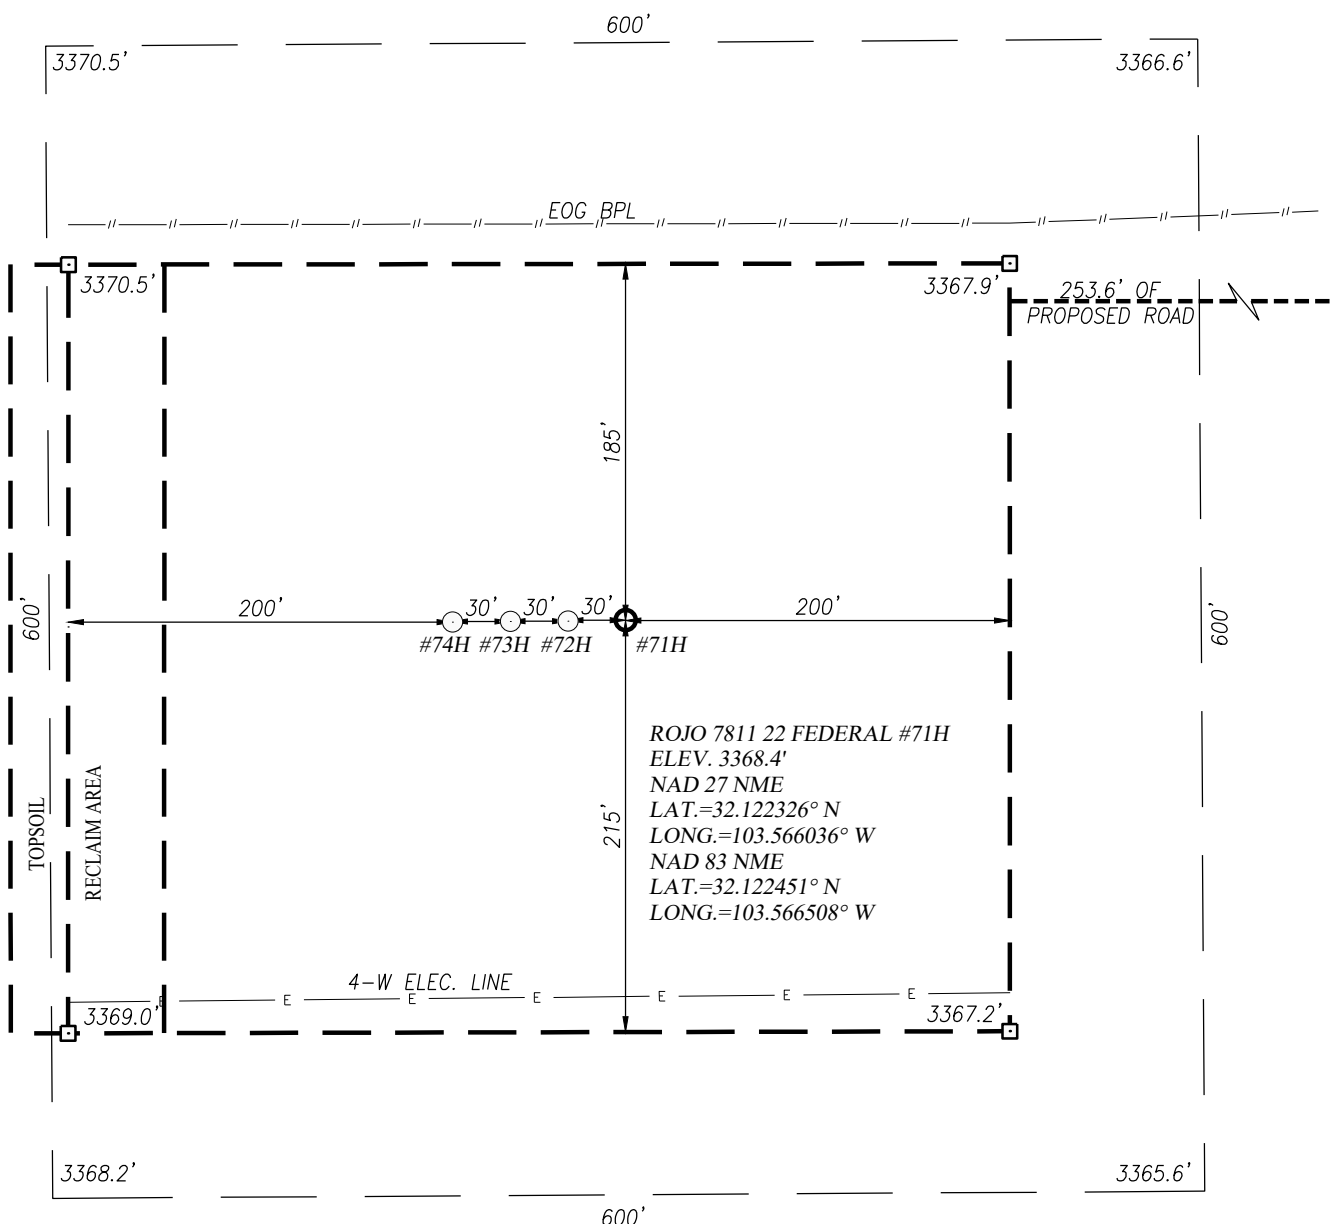 600'
3370.5'
3366.6'
EOG BPL
3370.5'
3367.9'
253.6' OF
PROPOSED ROAD
185'
200'
30'
30'
30'
200'
600'
600'
#74H
#73H
#72H
#71H
ROJO 7811 22 FEDERAL #71H
ELEV. 3368.4'
NAD 27 NME
LAT.=32.122326° N
LONG.=103.566036° W
NAD 83 NME
LAT.=32.122451° N
LONG.=103.566508° W
215'
TOPSOIL
RECLAIM AREA
4-W ELEC. LINE
E E E E E E E
3369.0'
3367.2'
3368.2'
3365.6'
600'